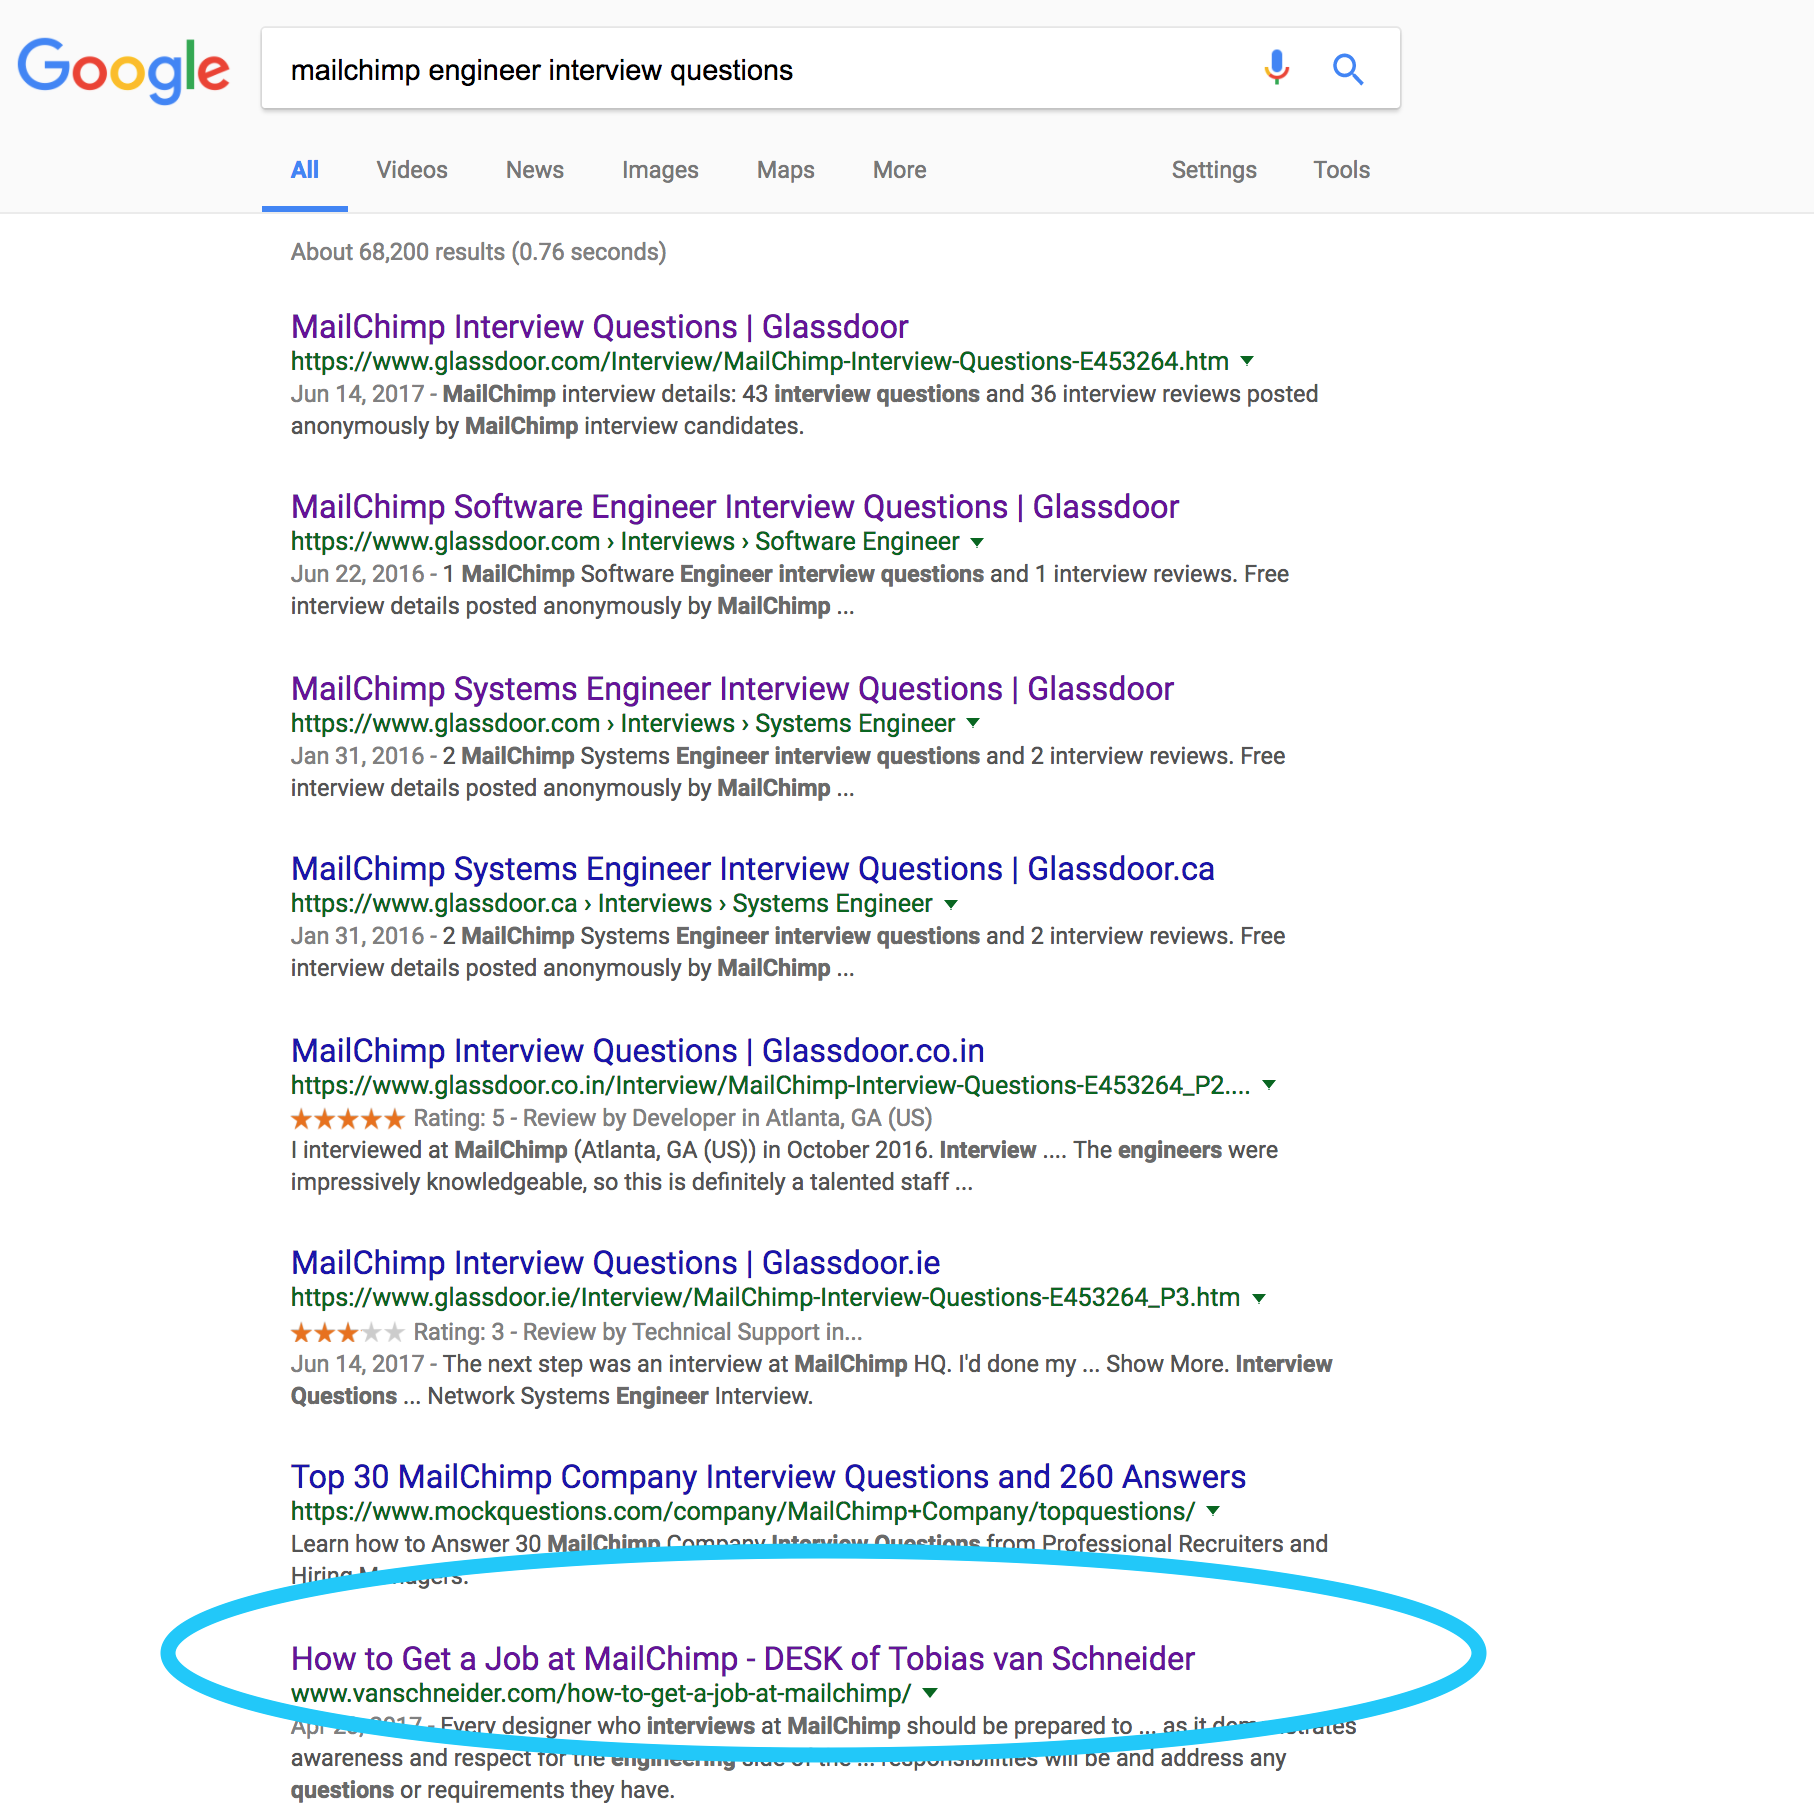 Google
mailchimp engineer interview questions
All Videos News Images Maps More Settings Tools
About 68,200 results (0.76 seconds)
MailChimp Interview Questions | Glassdoor
https://www.glassdoor.com/Interview/MailChimp-Interview-Questions-E453264.htm
Jun 14, 2017 - MailChimp interview details: 43 interview questions and 36 interview reviews posted
anonymously by MailChimp interview candidates.
MailChimp Software Engineer Interview Questions | Glassdoor
https://www.glassdoor.com › Interviews › Software Engineer
Jun 22, 2016 - 1 MailChimp Software Engineer interview questions and 1 interview reviews. Free
interview details posted anonymously by MailChimp ...
MailChimp Systems Engineer Interview Questions | Glassdoor
https://www.glassdoor.com › Interviews › Systems Engineer
Jan 31, 2016 - 2 MailChimp Systems Engineer interview questions and 2 interview reviews. Free
interview details posted anonymously by MailChimp ...
MailChimp Systems Engineer Interview Questions | Glassdoor.ca
https://www.glassdoor.ca › Interviews › Systems Engineer
Jan 31, 2016 - 2 MailChimp Systems Engineer interview questions and 2 interview reviews. Free
interview details posted anonymously by MailChimp ...
MailChimp Interview Questions | Glassdoor.co.in
https://www.glassdoor.co.in/Interview/MailChimp-Interview-Questions-E453264_P2....
Rating: 5 - Review by Developer in Atlanta, GA (US)
I interviewed at MailChimp (Atlanta, GA (US)) in October 2016. Interview .... The engineers were
impressively knowledgeable, so this is definitely a talented staff ...
MailChimp Interview Questions | Glassdoor.ie
https://www.glassdoor.ie/Interview/MailChimp-Interview-Questions-E453264_P3.htm
Rating: 3 - Review by Technical Support in...
Jun 14, 2017 - The next step was an interview at MailChimp HQ. I'd done my ... Show More. Interview
Questions ... Network Systems Engineer Interview.
Top 30 MailChimp Company Interview Questions and 260 Answers
https://www.mockquestions.com/company/MailChimp+Company/topquestions/
Learn how to Answer 30 MailChimp Company Interview Questions from Professional Recruiters and
Hiring Managers.
How to Get a Job at MailChimp - DESK of Tobias van Schneider
www.vanschneider.com/how-to-get-a-job-at-mailchimp/
Apr 2017 - Every designer who interviews at MailChimp should be prepared to ... as it demonstrates
awareness and respect for the engineering side of the ... responsibilities will be and address any
questions or requirements they have.